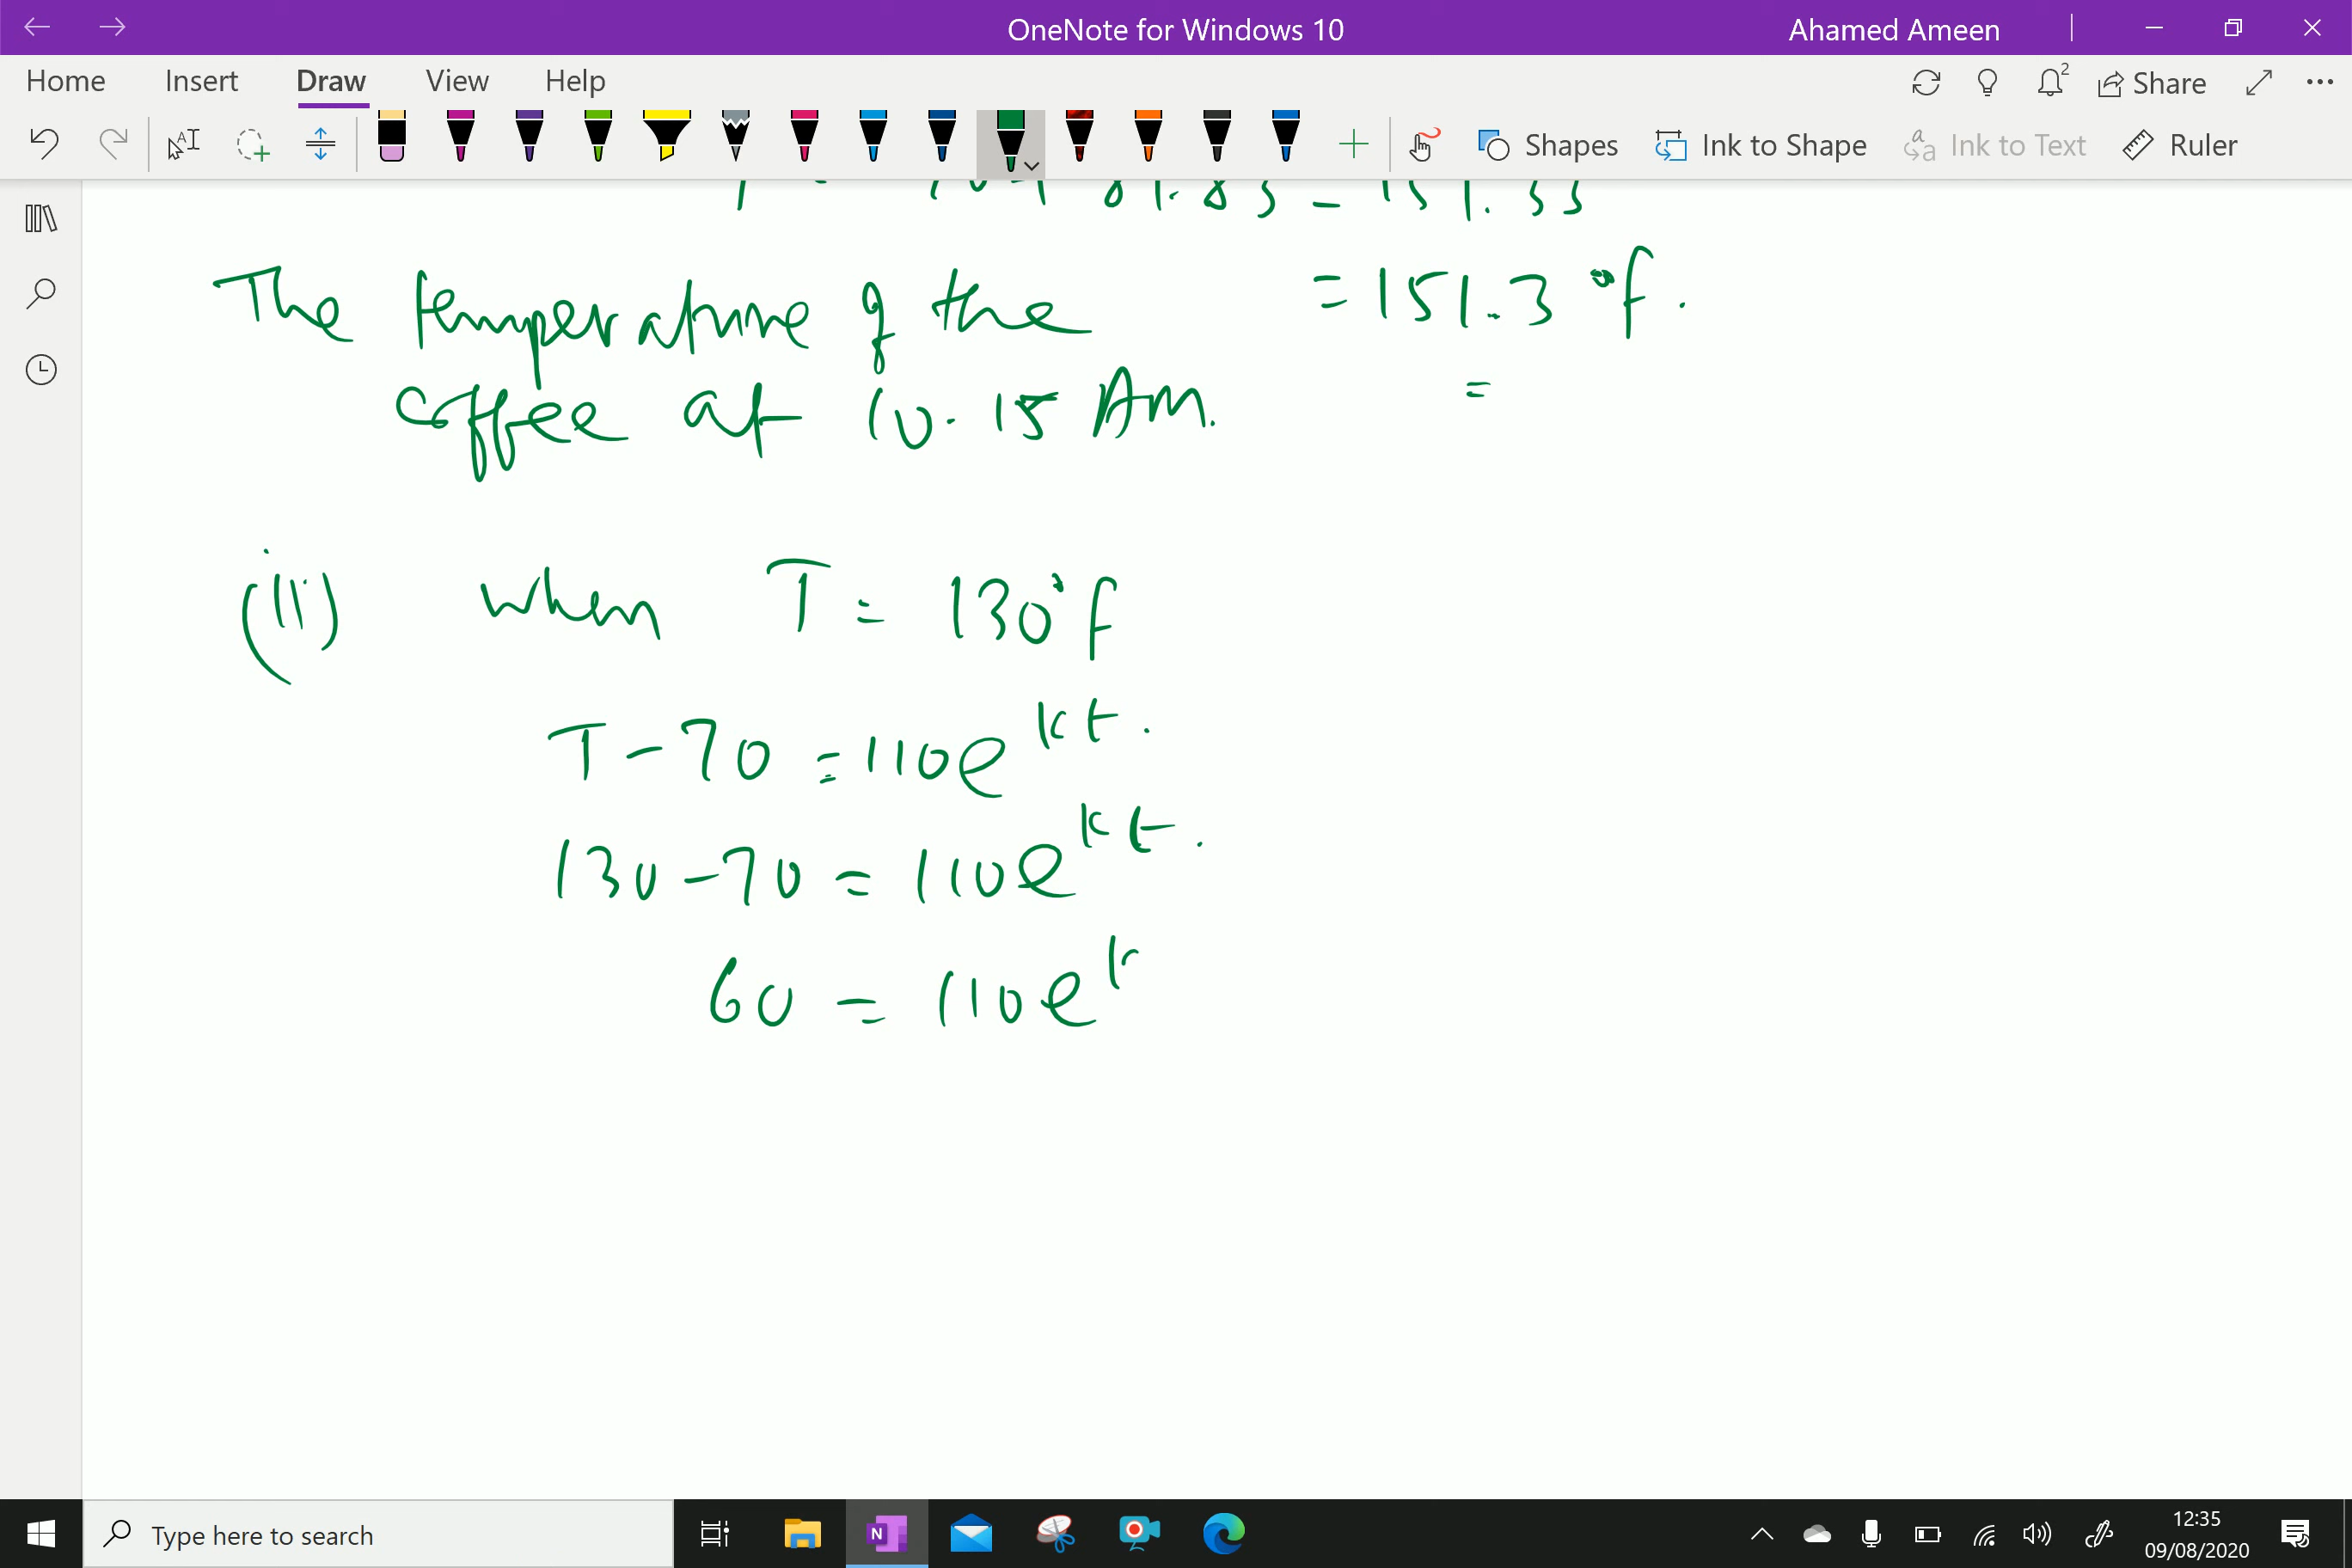 OneNote for Windows 10
Ahamed Ameen
Home Insert Draw View Help
2 Share
Shapes Ink to Shape Ink to Text Ruler
The temperature of the = 151.3 °f.
coffee at 10.15 AM. =
(ii) when T = 130°f
T - 70 = 110e^kt.
130 - 70 = 110e^kt.
60 = 110e^k
Type here to search
12:35
09/08/2020